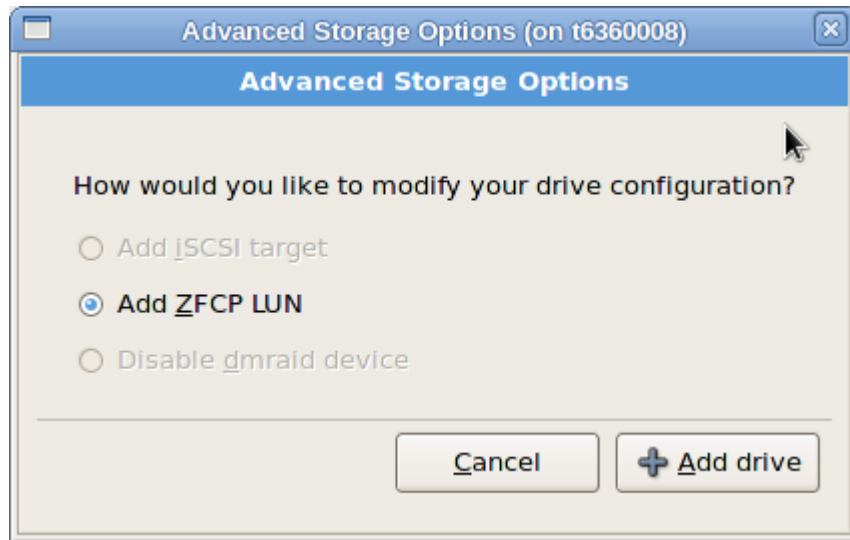 Advanced Storage Options (on t6360008)
Advanced Storage Options
How would you like to modify your drive configuration?
Add iSCSI target
Add ZFCP LUN
Disable dmraid device
Cancel
Add drive